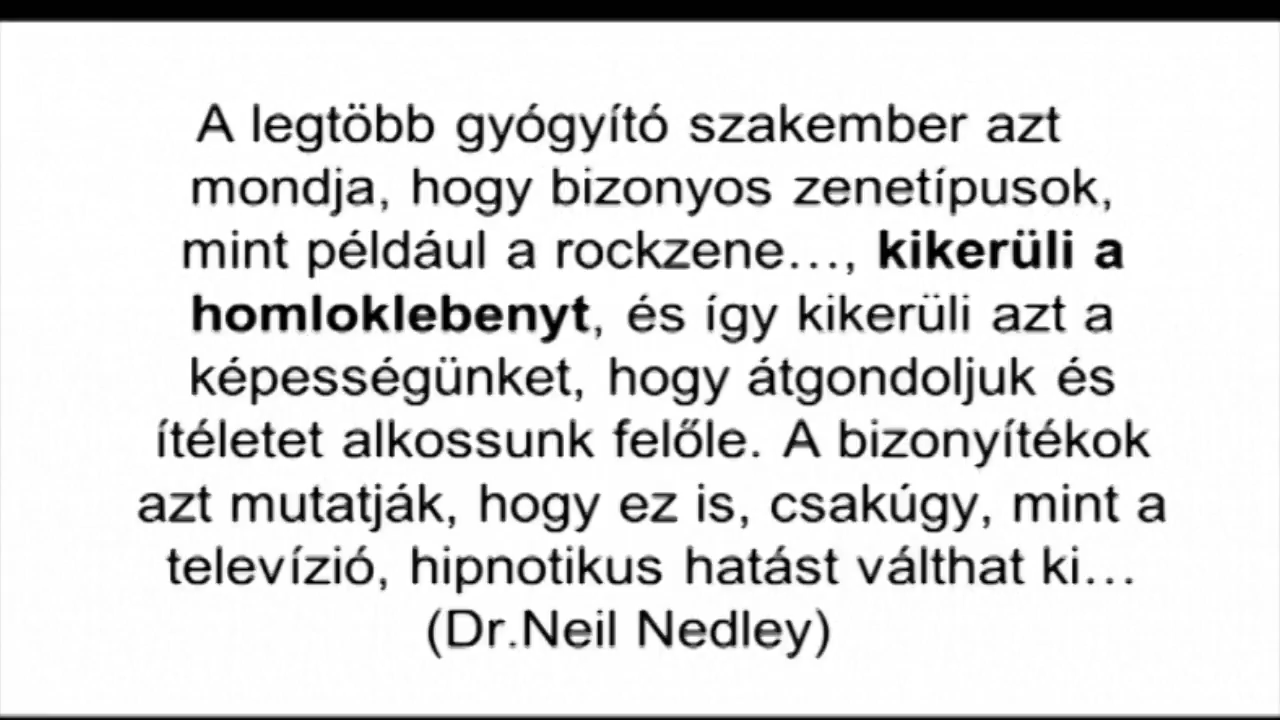 A legtöbb gyógyító szakember azt
mondja, hogy bizonyos zenetípusok,
mint például a rockzene…, kikerüli a
homloklebenyt, és így kikerüli azt a
képességünket, hogy átgondoljuk és
ítéletet alkossunk felőle. A bizonyítékok
azt mutatják, hogy ez is, csakúgy, mint a
televízió, hipnotikus hatást válthat ki…
(Dr.Neil Nedley)